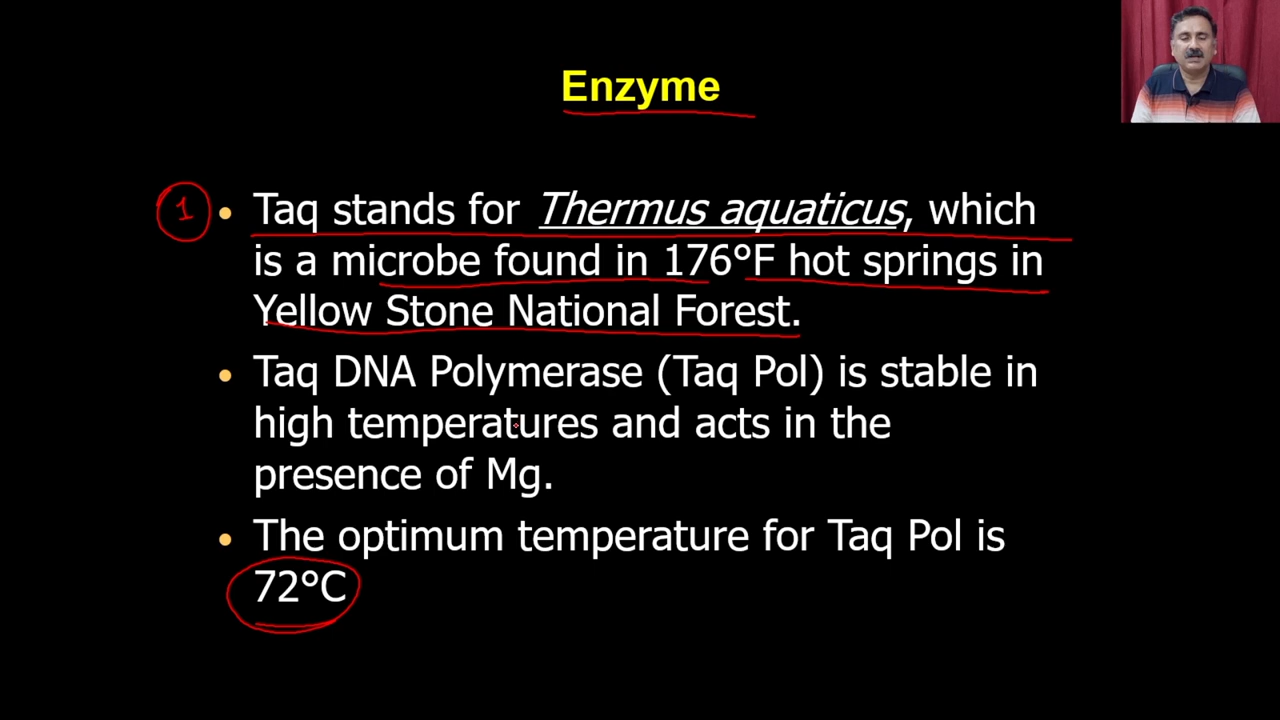 Enzyme
1
• Taq stands for Thermus aquaticus, which
is a microbe found in 176°F hot springs in
Yellow Stone National Forest.
• Taq DNA Polymerase (Taq Pol) is stable in
high temperatures and acts in the
presence of Mg.
• The optimum temperature for Taq Pol is
72°C